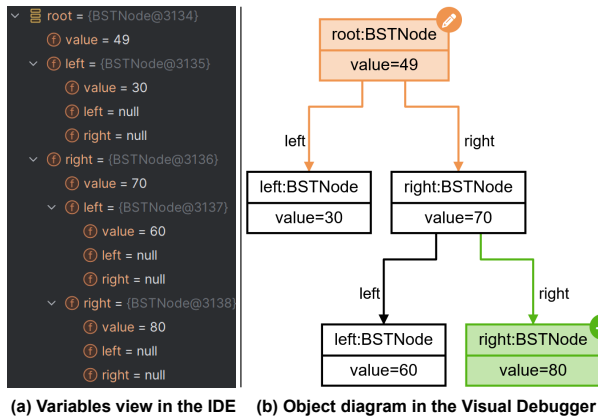 root = {BSTNode@3134}
f value = 49
f left = {BSTNode@3135}
f value = 30
f left = null
f right = null
f right = {BSTNode@3136}
f value = 70
f left = {BSTNode@3137}
f value = 60
f left = null
f right = null
f right = {BSTNode@3138}
f value = 80
f left = null
f right = null
(a) Variables view in the IDE
root:BSTNode
value=49
left
right
left:BSTNode
value=30
right:BSTNode
value=70
left
right
left:BSTNode
value=60
right:BSTNode
value=80
(b) Object diagram in the Visual Debugger